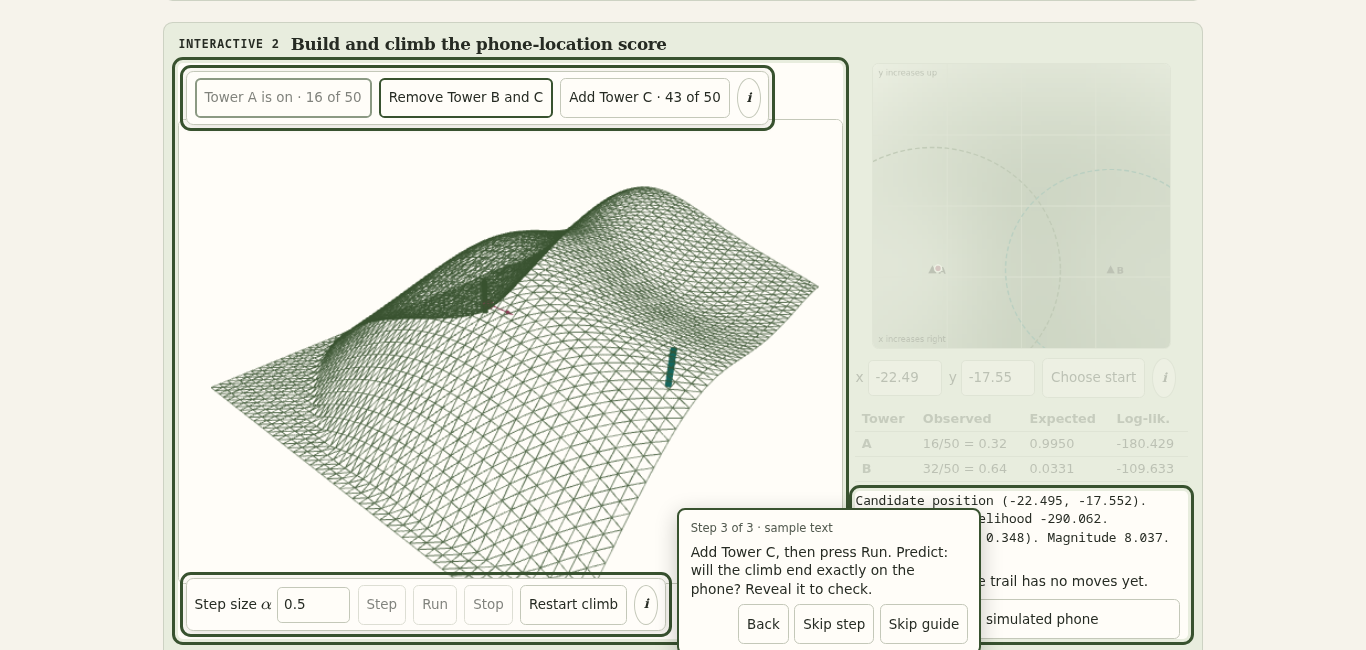 INTERACTIVE 2 Build and climb the phone-location score
Tower A is on · 16 of 50 Remove Tower B and C Add Tower C · 43 of 50 i
y increases up
B
x increases right
x -22.49 y -17.55 Choose start i
Tower Observed Expected Log-lik.
A 16/50 = 0.32 0.9950 -180.429
B 32/50 = 0.64 0.0331 -109.633
Candidate position (-22.495, -17.552).
elihood -290.062.
0.348). Magnitude 8.037.
e trail has no moves yet.
simulated phone
Step 3 of 3 · sample text
Add Tower C, then press Run. Predict:
will the climb end exactly on the
phone? Reveal it to check.
Back Skip step Skip guide
Step size α 0.5 Step Run Stop Restart climb i